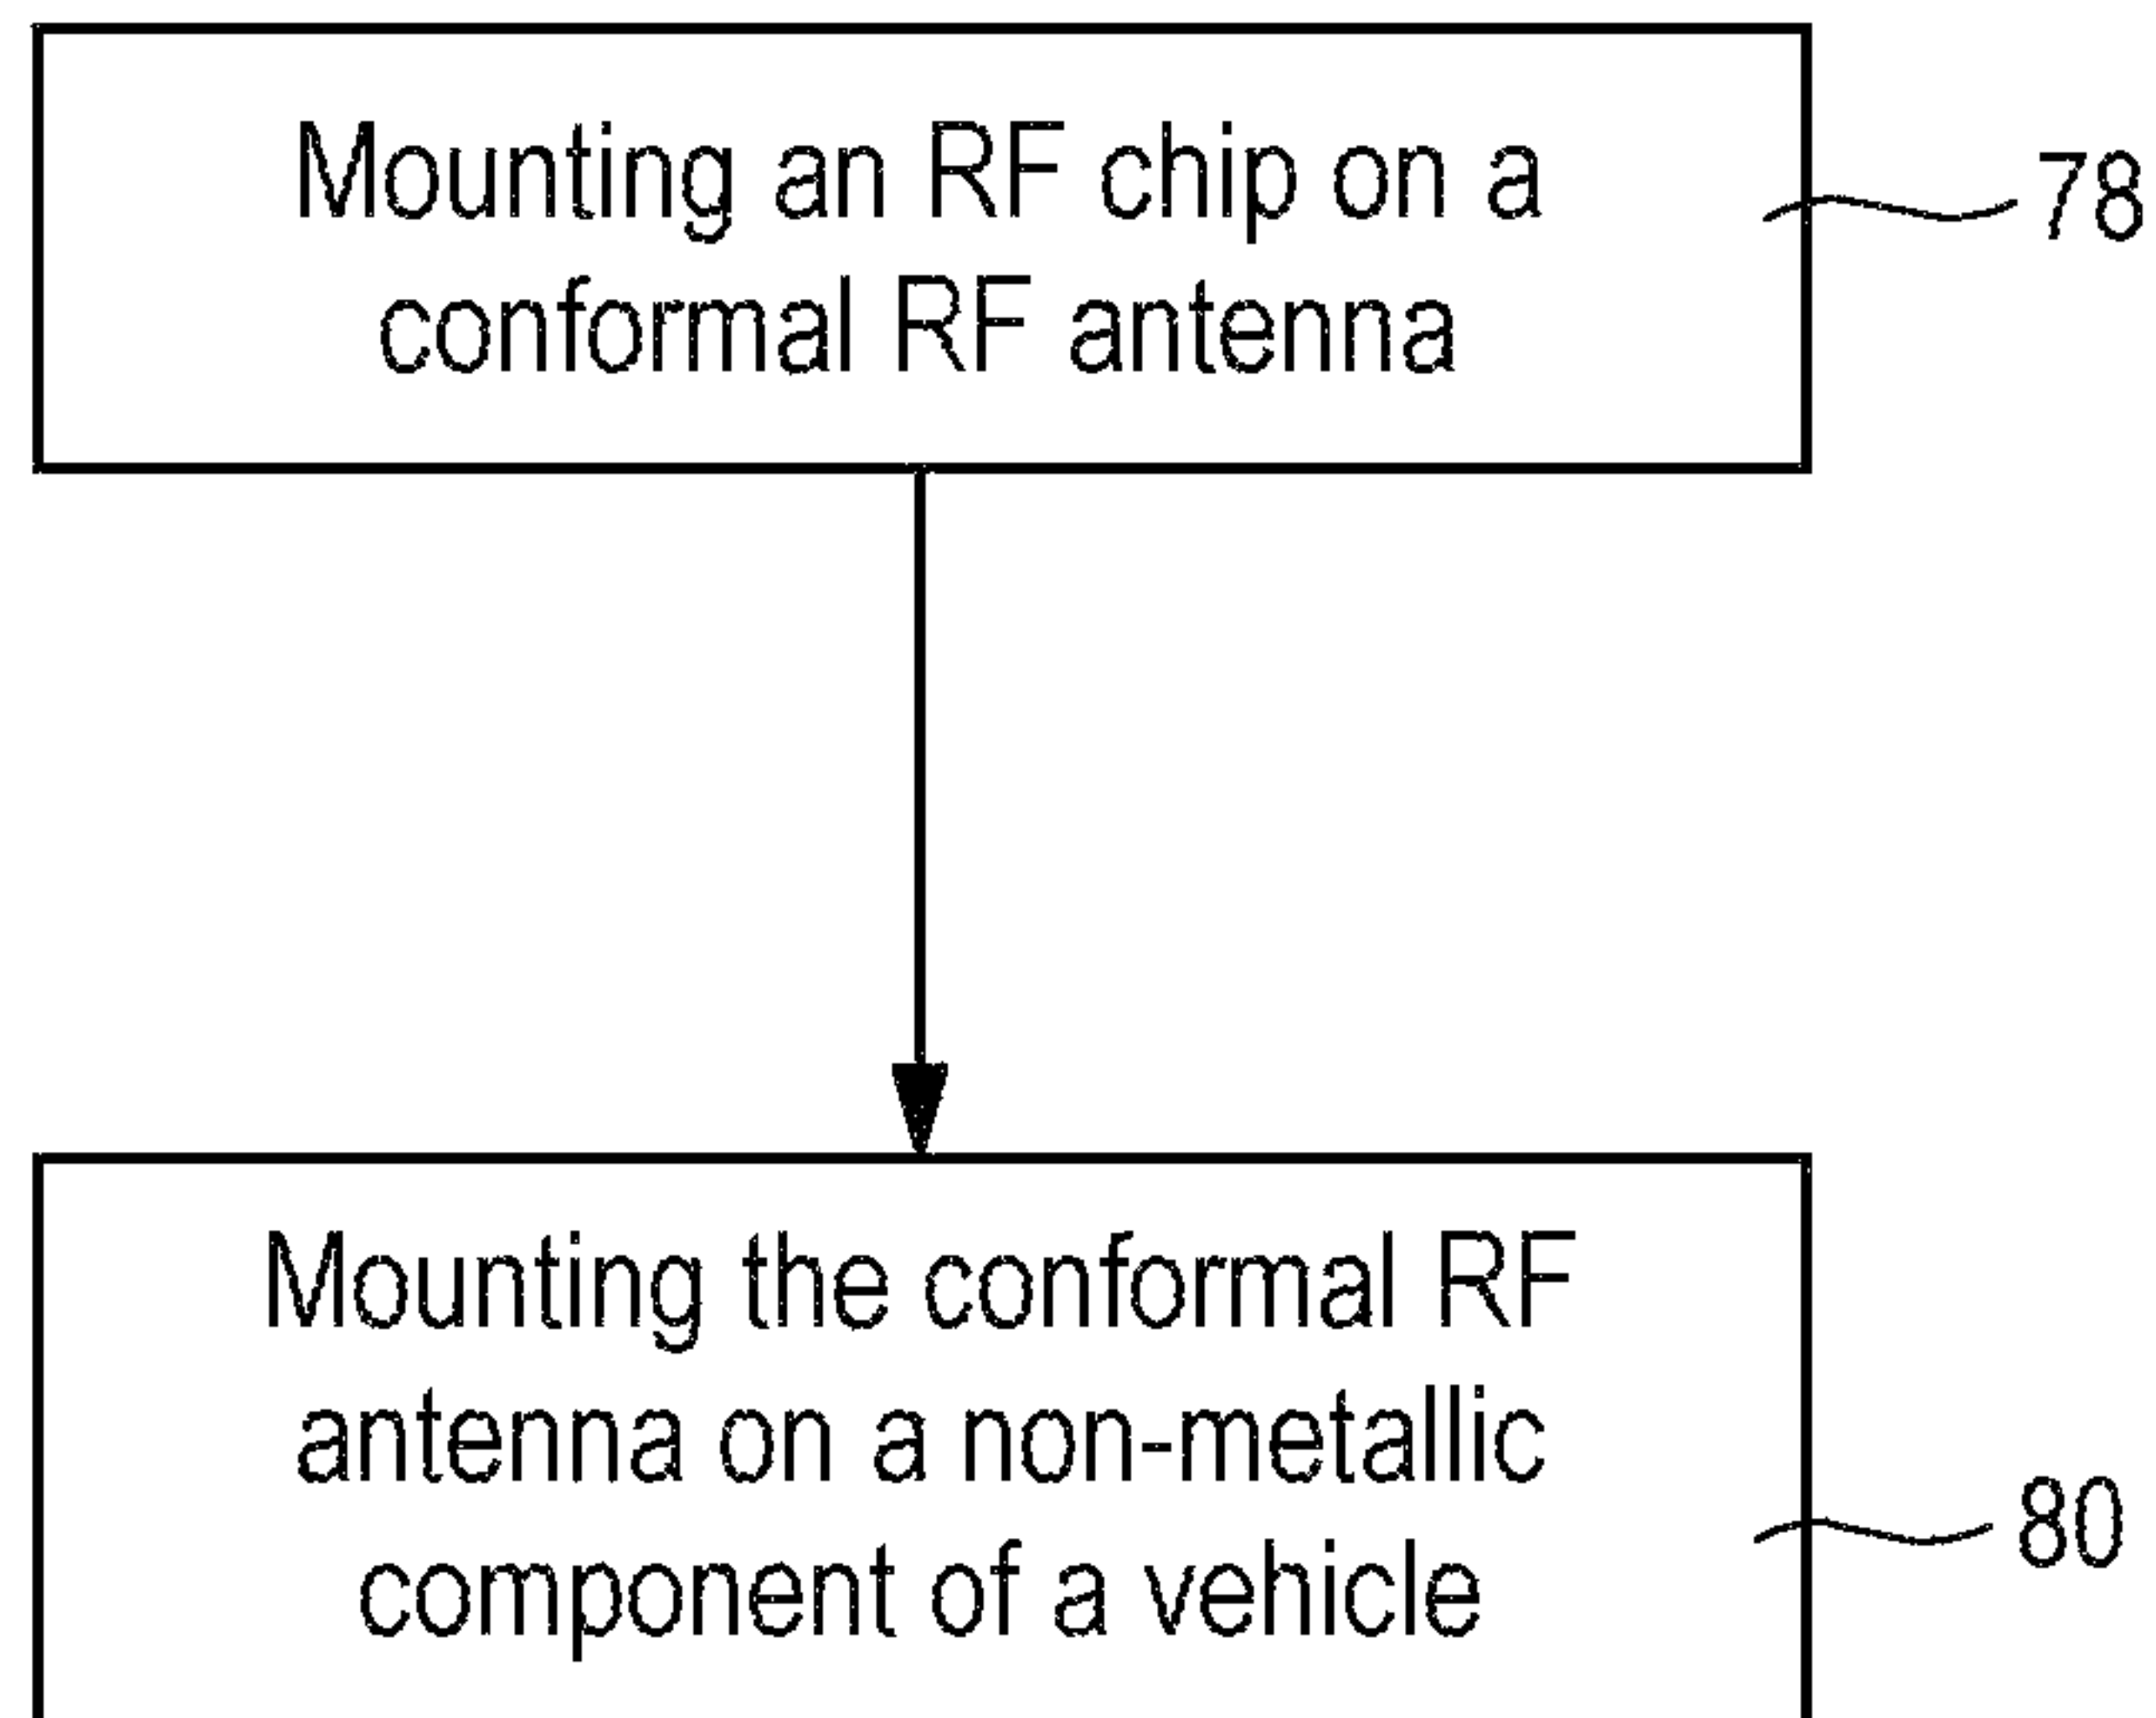 Mounting an RF chip on a
conformal RF antenna
78
Mounting the conformal RF
antenna on a non-metallic
component of a vehicle
80